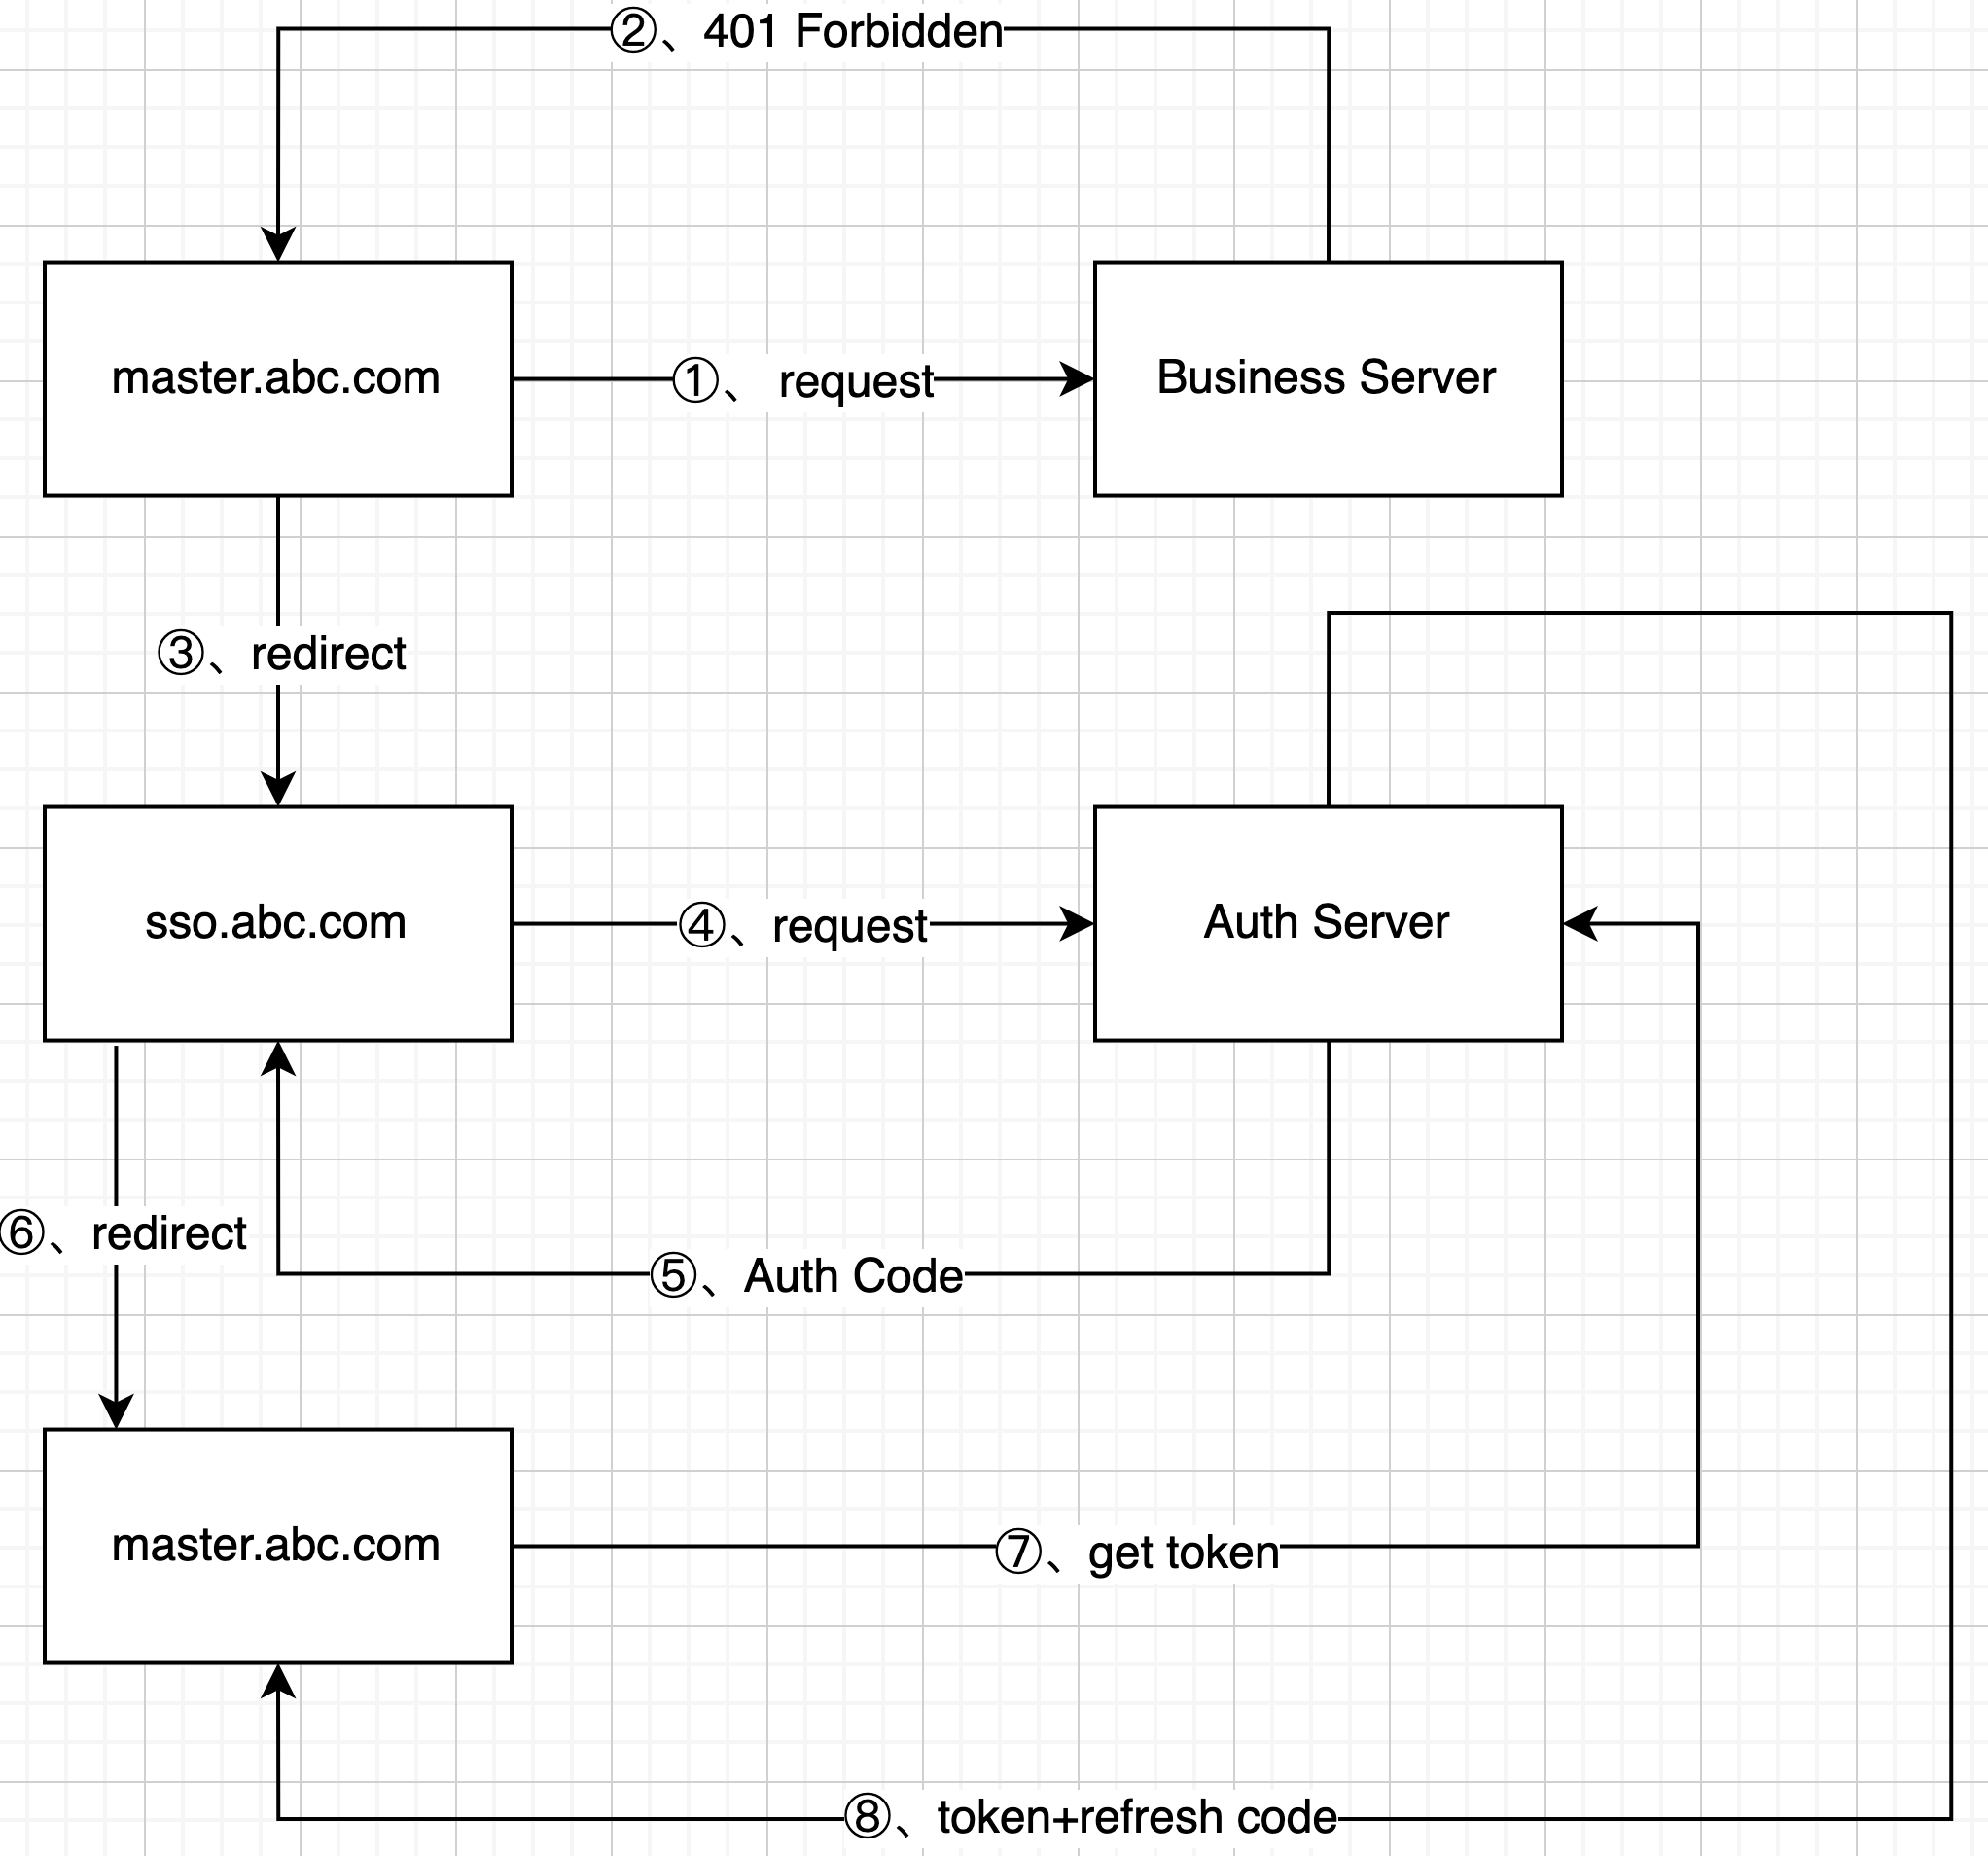 ②、401 Forbidden
master.abc.com
①、 request
Business Server
③、redirect
sso.abc.com
④、request
Auth Server
⑥、redirect
⑤、Auth Code
master.abc.com
⑦、get token
⑧、token+refresh code